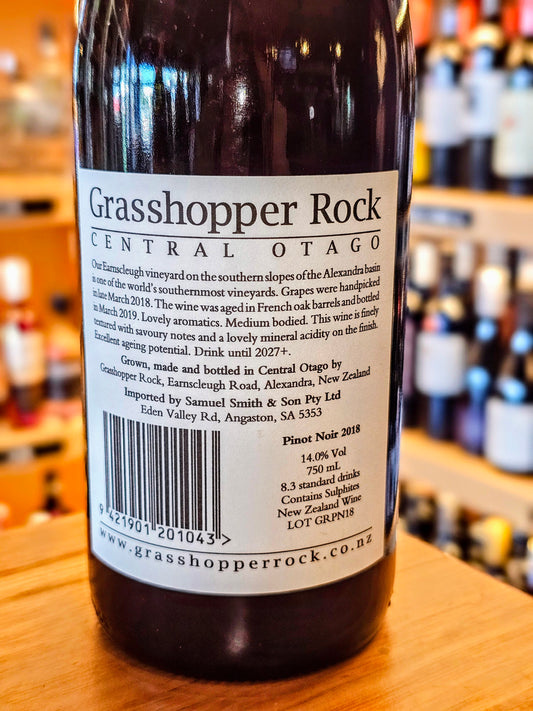 Grasshopper Rock
CENTRAL OTAGO
Our Earnscleugh vineyard on the southern slopes of the Alexandra basin
is one of the world's southernmost vineyards. Grapes were handpicked
in late March 2018. The wine was aged in French oak barrels and bottled
in March 2019. Lovely aromatics. Medium bodied. This wine is finely
textured with savoury notes and a lovely mineral acidity on the finish.
Excellent ageing potential. Drink until 2027+.
Grown, made and bottled in Central Otago by
Grasshopper Rock, Earnscleugh Road, Alexandra, New Zealand
Imported by Samuel Smith & Son Pty Ltd
Eden Valley Rd, Angaston, SA 5353
Pinot Noir 2018
14.0% Vol
750 mL
8.3 standard drinks
Contains Sulphites
New Zealand Wine
LOT GRPN18
9 421901 201043 >
www.grasshopperrock.co.nz